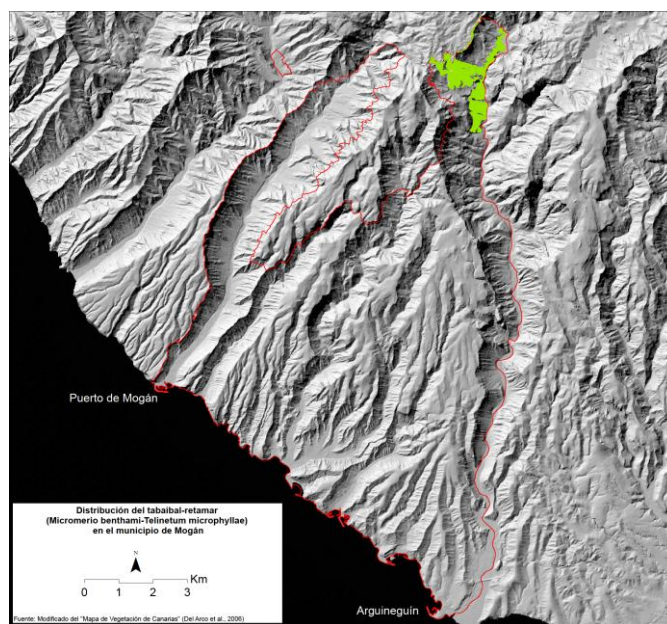 Puerto de Mogán
Distribución del tabaibal-retamar
(Micromerio benthami-Telinetum microphyllae)
en el municipio de Mogán
N
Km
0 1 2 3
Fuente: Modificado del "Mapa de Vegetación de Canarias" (Del Arco et al., 2006)
Arguineguín